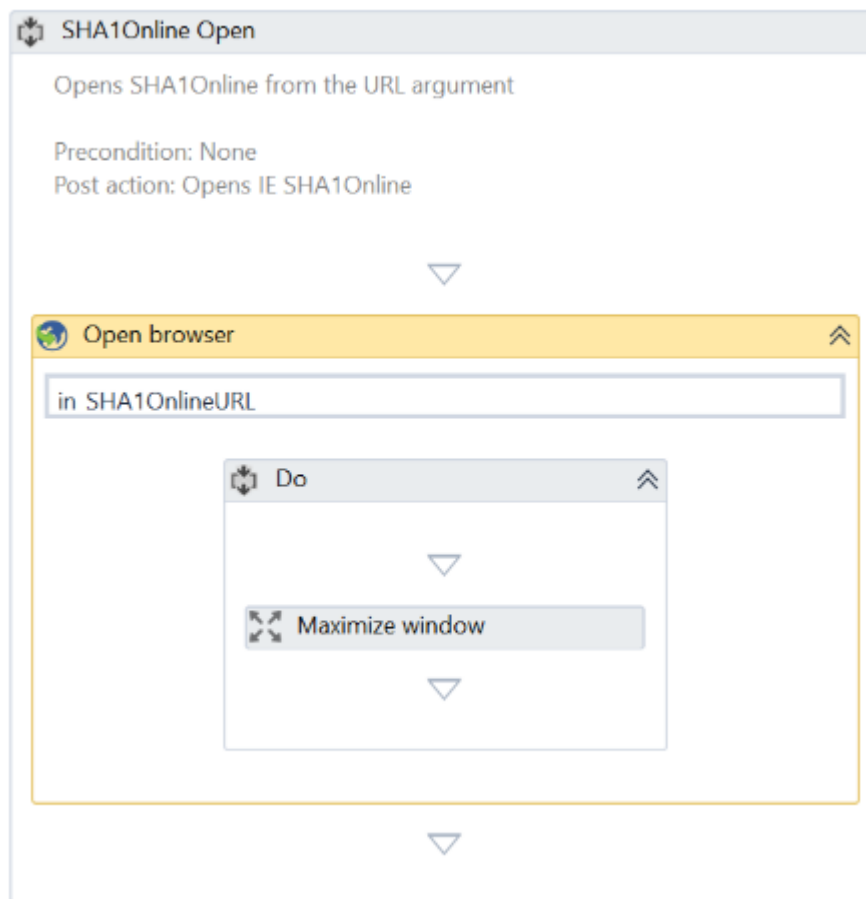 SHA1Online Open
Opens SHA1Online from the URL argument
Precondition: None
Post action: Opens IE SHA1Online
Open browser
in_SHA1OnlineURL
Do
Maximize window